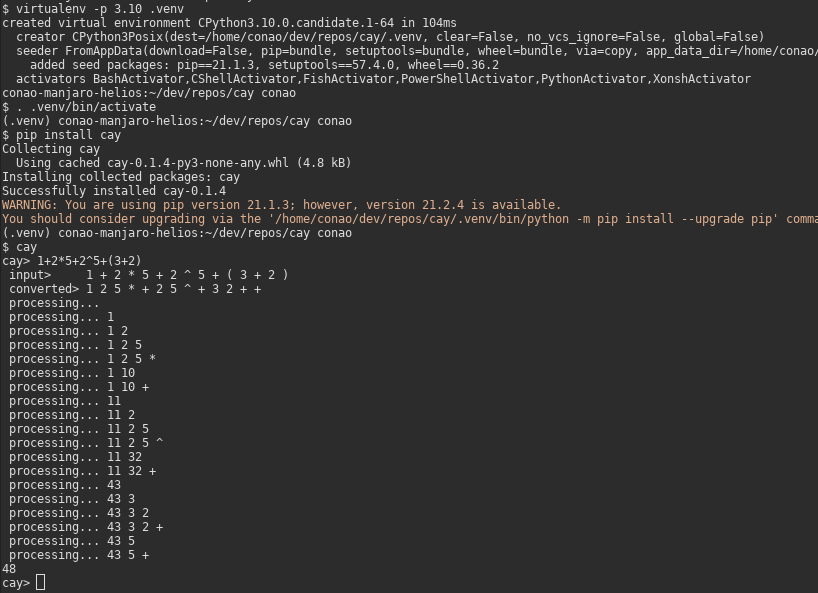 $ virtualenv -p 3.10 .venv
created virtual environment CPython3.10.0.candidate.1-64 in 104ms
  creator CPython3Posix(dest=/home/conao/dev/repos/cay/.venv, clear=False, no_vcs_ignore=False, global=False)
  seeder FromAppData(download=False, pip=bundle, setuptools=bundle, wheel=bundle, via=copy, app_data_dir=/home/conao/
    added seed packages: pip==21.1.3, setuptools==57.4.0, wheel==0.36.2
  activators BashActivator,CShellActivator,FishActivator,PowerShellActivator,PythonActivator,XonshActivator
conao-manjaro-helios:~/dev/repos/cay conao
$ . .venv/bin/activate
(.venv) conao-manjaro-helios:~/dev/repos/cay conao
$ pip install cay
Collecting cay
  Using cached cay-0.1.4-py3-none-any.whl (4.8 kB)
Installing collected packages: cay
Successfully installed cay-0.1.4
WARNING: You are using pip version 21.1.3; however, version 21.2.4 is available.
You should consider upgrading via the '/home/conao/dev/repos/cay/.venv/bin/python -m pip install --upgrade pip' comma
(.venv) conao-manjaro-helios:~/dev/repos/cay conao
$ cay
cay> 1+2*5+2^5+(3+2)
 input>     1 + 2 * 5 + 2 ^ 5 + ( 3 + 2 )
 converted> 1 2 5 * + 2 5 ^ + 3 2 + +
 processing...
 processing... 1
 processing... 1 2
 processing... 1 2 5
 processing... 1 2 5 *
 processing... 1 10
 processing... 1 10 +
 processing... 11
 processing... 11 2
 processing... 11 2 5
 processing... 11 2 5 ^
 processing... 11 32
 processing... 11 32 +
 processing... 43
 processing... 43 3
 processing... 43 3 2
 processing... 43 3 2 +
 processing... 43 5
 processing... 43 5 +
48
cay>